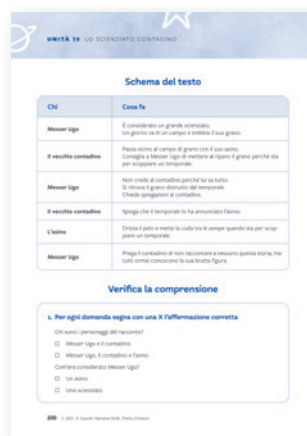 UNITÀ 19 LO SCIENZIATO CONTADINO
Schema del testo
Chi
Cosa fa
Messer Ugo
È considerato un grande scienziato.
Un giorno va in un campo e trebbia il suo grano.
Il vecchio contadino
Passa vicino al campo di grano con il suo asino.
Consiglia a Messer Ugo di mettere al riparo il grano perché sta
per scoppiare un temporale.
Messer Ugo
Non crede al contadino perché lui sa tutto.
Si ritrova il grano distrutto dal temporale.
Chiede spiegazioni al contadino.
Il vecchio contadino
Spiega che il temporale lo ha annunciato l'asino.
L'asino
Drizza il pelo e mette la coda tra le zampe quando sta per scop-
piare un temporale.
Messer Ugo
Prega il contadino di non raccontare a nessuno questa storia, ma
tutti ormai conoscono la sua brutta figura.
Verifica la comprensione
1. Per ogni domanda segna con una X l'affermazione corretta
Chi sono i personaggi del racconto?
Messer Ugo e il contadino
Messer Ugo, il contadino e l'asino
Com'era considerato Messer Ugo?
Un asino
Uno scienziato
200 © 2021, A. Quarello, Narrativa facile, Trento, Erickson